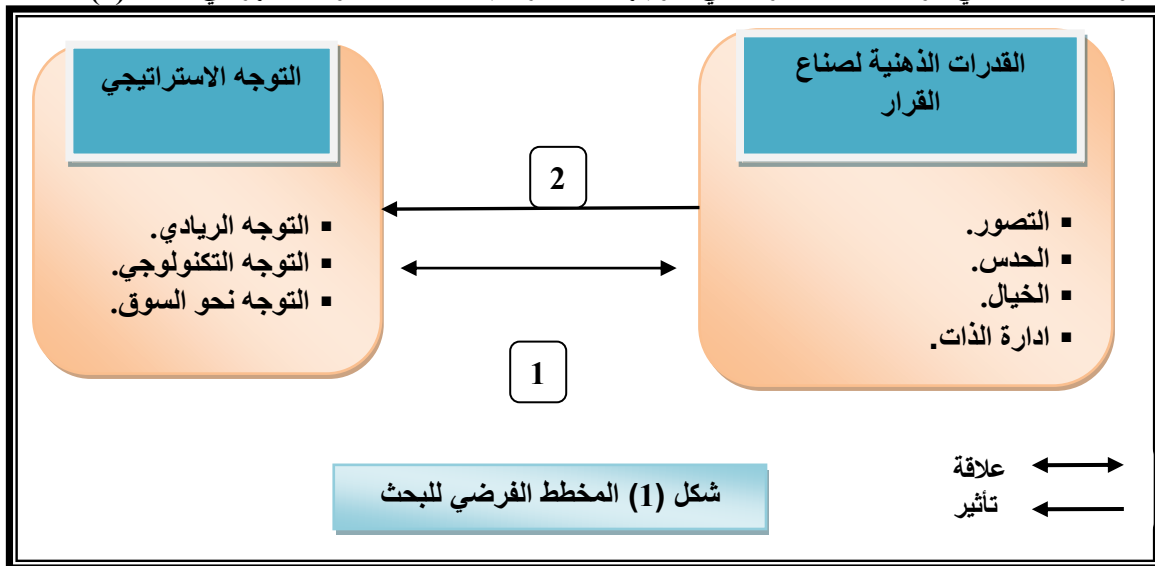 (1)
القدرات الذهنية لصناع
القرار
▪ التصور.
▪ الحدس.
▪ الخيال.
▪ ادارة الذات.
التوجه الاستراتيجي
▪ التوجه الريادي.
▪ التوجه التكنولوجي.
▪ التوجه نحو السوق.
2
1
علاقة
تأثير
شكل (1) المخطط الفرضي للبحث